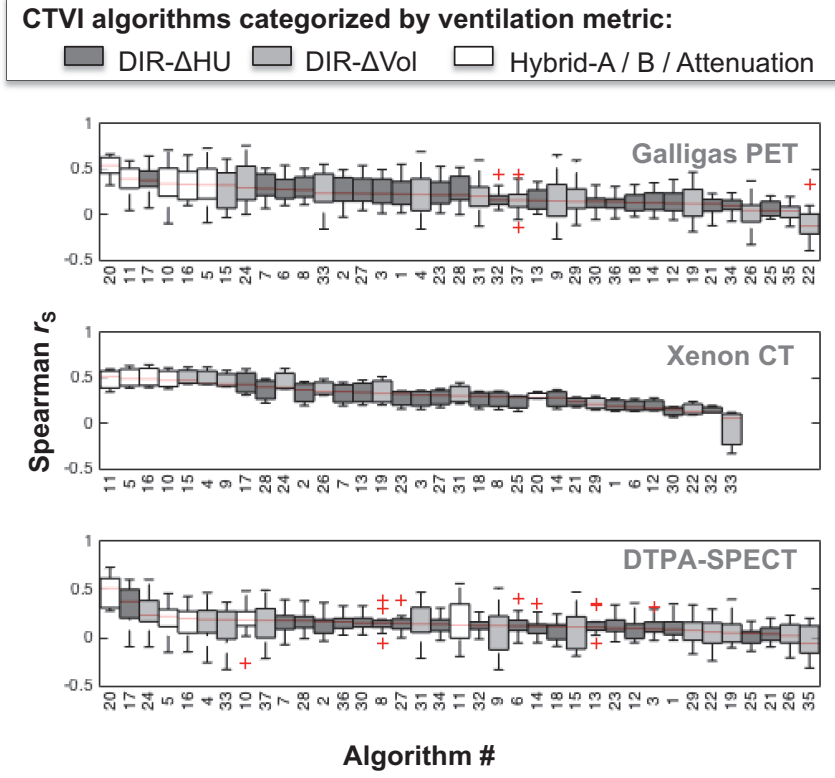 CTVI algorithms categorized by ventilation metric:
DIR-ΔHU DIR-ΔVol Hybrid-A / B / Attenuation
Galligas PET
1
0.5
0
-0.5
20 11 17 10 16 5 15 24 7 6 8 33 2 27 3 1 4 23 28 31 32 37 13 9 29 30 36 18 14 12 19 21 34 26 25 35 22
Spearman rs
Xenon CT
1
0.5
0
-0.5
11 5 16 10 15 4 9 17 28 24 2 26 7 13 19 23 3 27 31 18 8 25 20 14 21 29 1 6 12 30 22 32 33
DTPA-SPECT
1
0.5
0
-0.5
20 17 24 5 16 4 33 10 37 7 28 2 36 30 8 27 31 34 11 32 9 6 14 18 15 13 23 12 3 1 29 22 19 25 21 26 35
Algorithm #